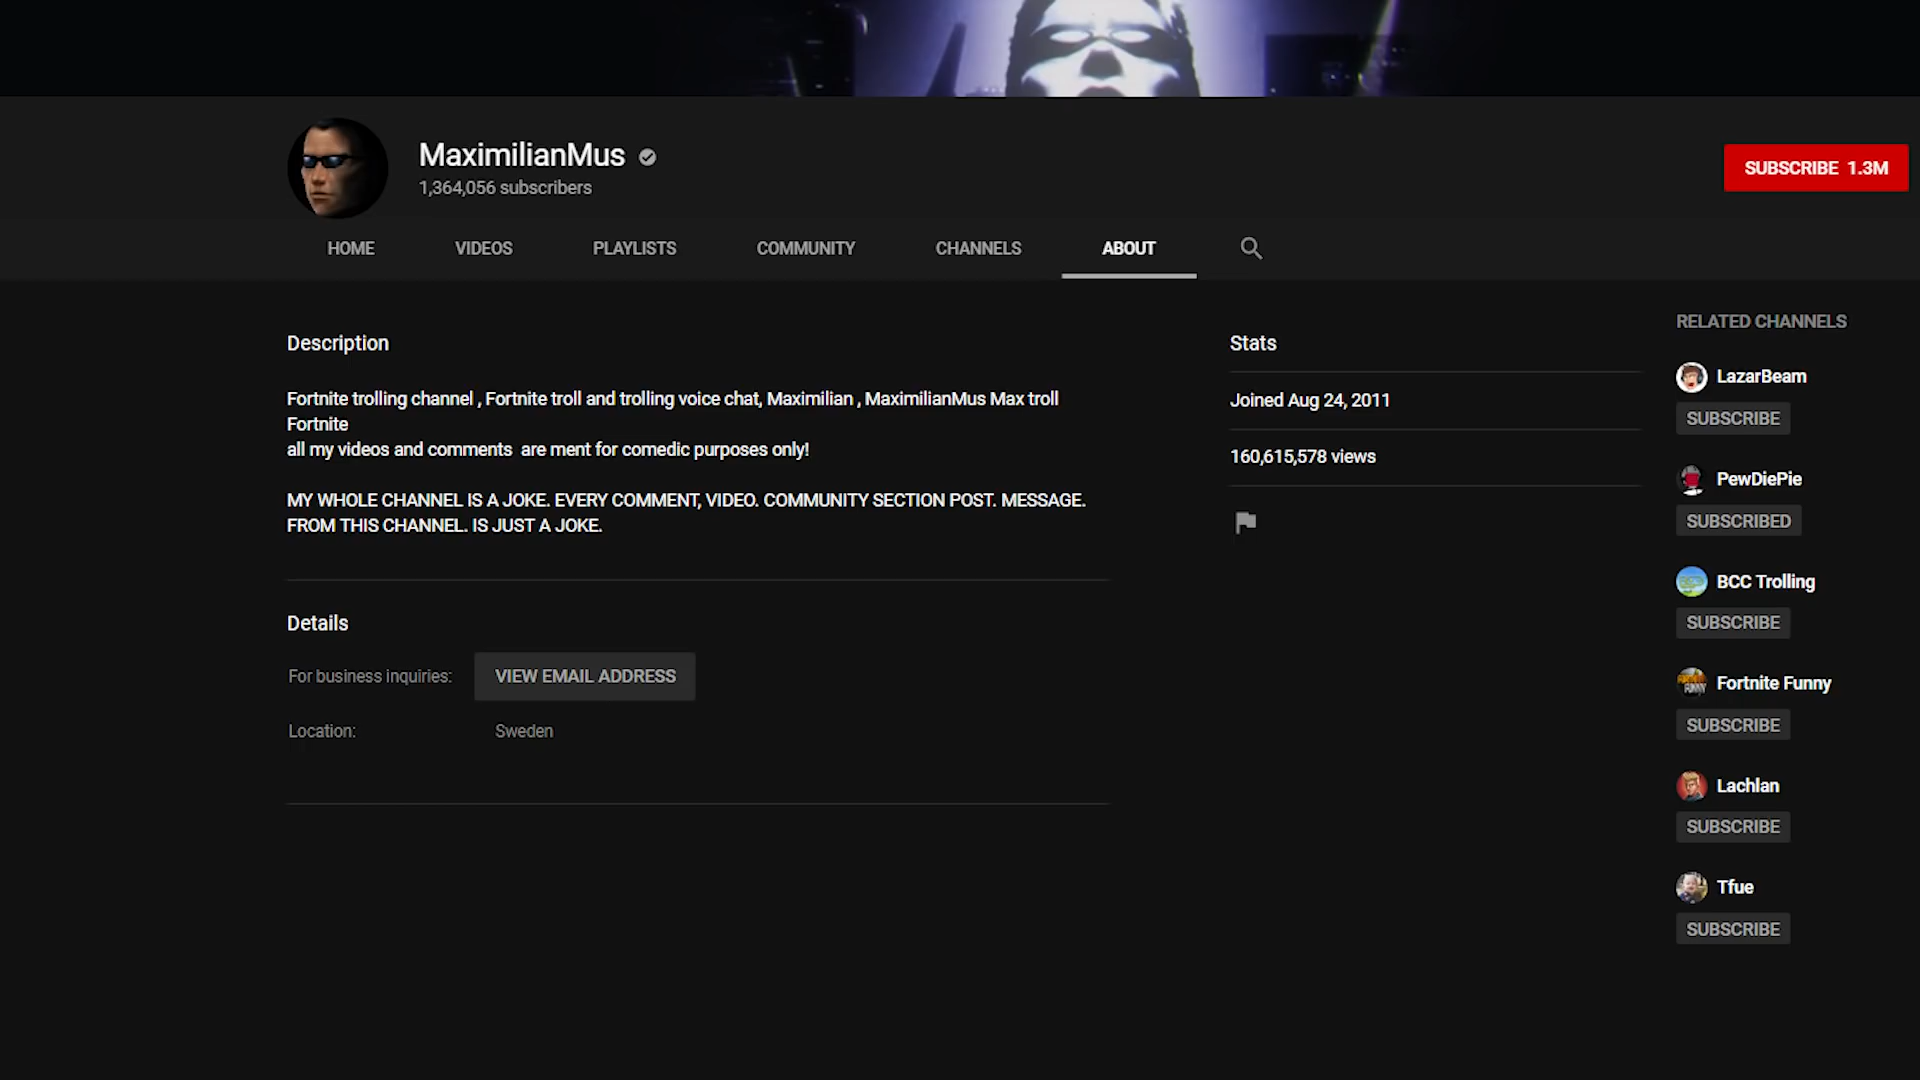 MaximilianMus
1,364,056 subscribers
SUBSCRIBE 1.3M
HOME
VIDEOS
PLAYLISTS
COMMUNITY
CHANNELS
ABOUT
Description
Fortnite trolling channel , Fortnite troll and trolling voice chat, Maximilian , MaximilianMus Max troll
Fortnite
all my videos and comments  are ment for comedic purposes only!
MY WHOLE CHANNEL IS A JOKE. EVERY COMMENT, VIDEO. COMMUNITY SECTION POST. MESSAGE.
FROM THIS CHANNEL. IS JUST A JOKE.
Details
For business inquiries:
VIEW EMAIL ADDRESS
Location:
Sweden
Stats
Joined Aug 24, 2011
160,615,578 views
RELATED CHANNELS
LazarBeam
SUBSCRIBE
PewDiePie
SUBSCRIBED
BCC Trolling
SUBSCRIBE
Fortnite Funny
SUBSCRIBE
Lachlan
SUBSCRIBE
Tfue
SUBSCRIBE